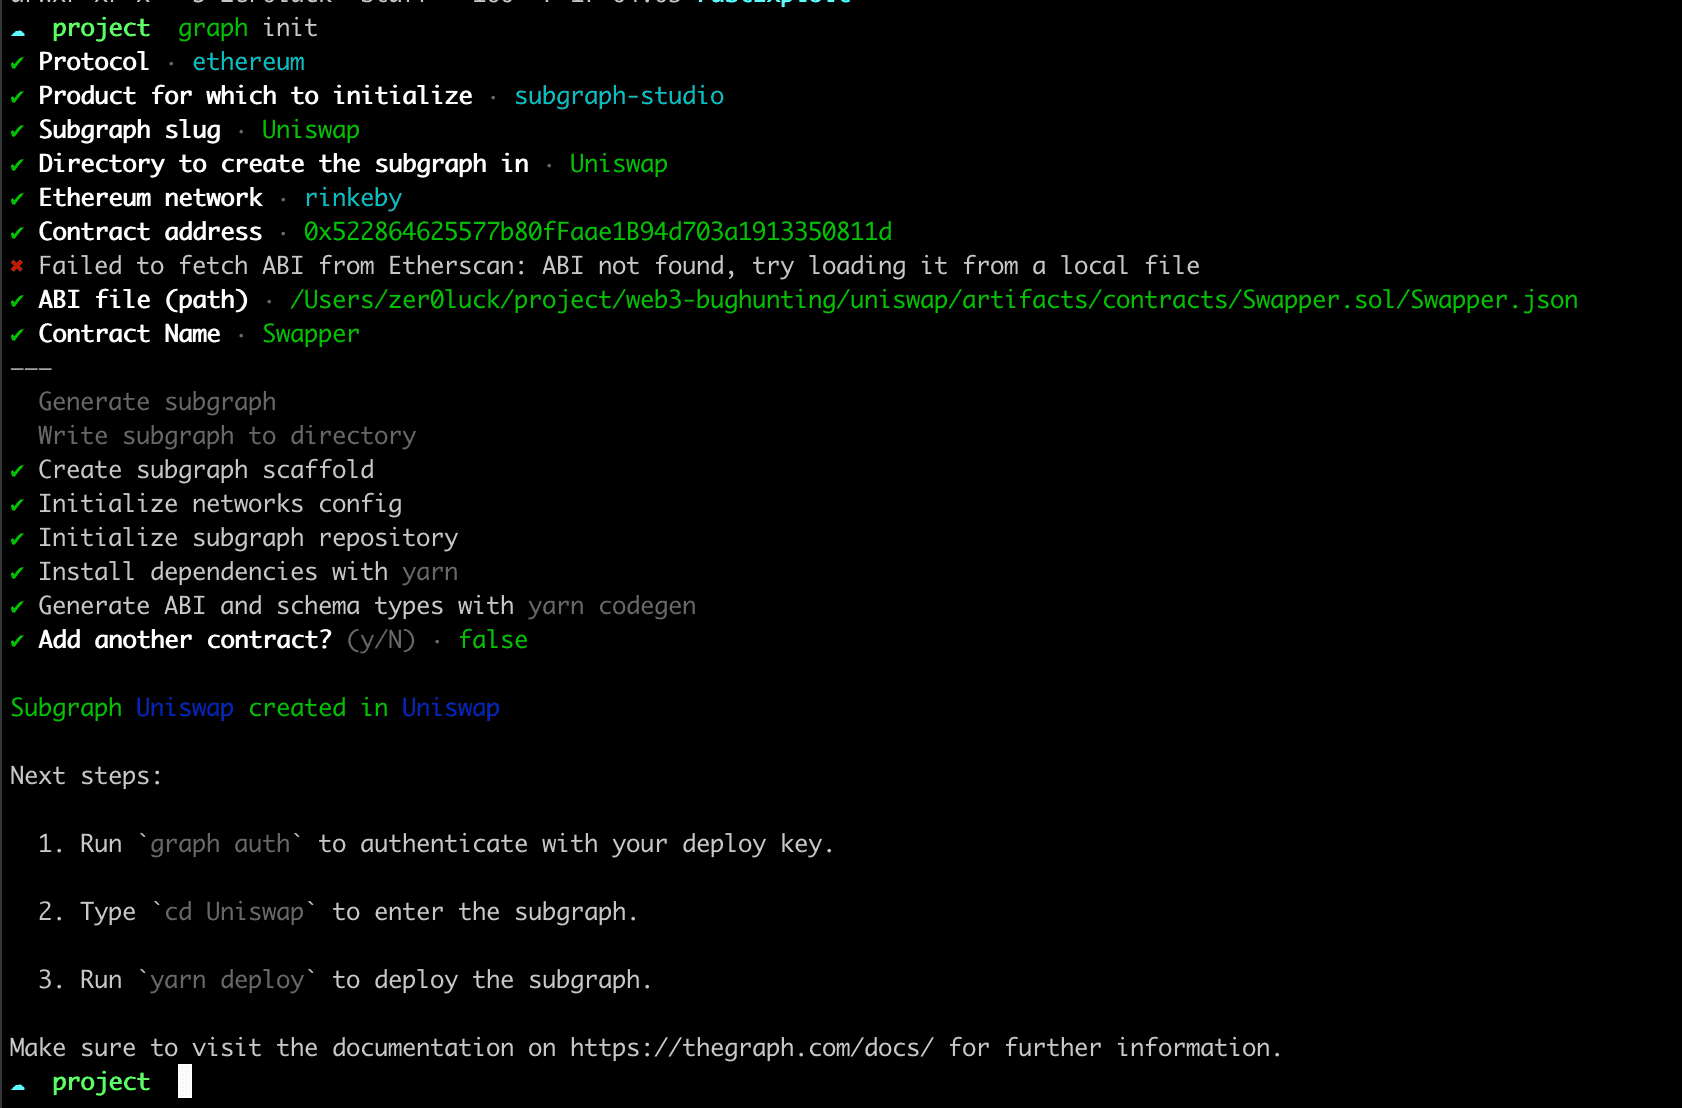 project graph init
✔ Protocol · ethereum
✔ Product for which to initialize · subgraph-studio
✔ Subgraph slug · Uniswap
✔ Directory to create the subgraph in · Uniswap
✔ Ethereum network · rinkeby
✔ Contract address · 0x522864625577b80fFaae1B94d703a1913350811d
✖ Failed to fetch ABI from Etherscan: ABI not found, try loading it from a local file
✔ ABI file (path) · /Users/zer0luck/project/web3-bughunting/uniswap/artifacts/contracts/Swapper.sol/Swapper.json
✔ Contract Name · Swapper
———
Generate subgraph
Write subgraph to directory
✔ Create subgraph scaffold
✔ Initialize networks config
✔ Initialize subgraph repository
✔ Install dependencies with yarn
✔ Generate ABI and schema types with yarn codegen
✔ Add another contract? (y/N) · false
Subgraph Uniswap created in Uniswap
Next steps:
1. Run `graph auth` to authenticate with your deploy key.
2. Type `cd Uniswap` to enter the subgraph.
3. Run `yarn deploy` to deploy the subgraph.
Make sure to visit the documentation on https://thegraph.com/docs/ for further information.
project